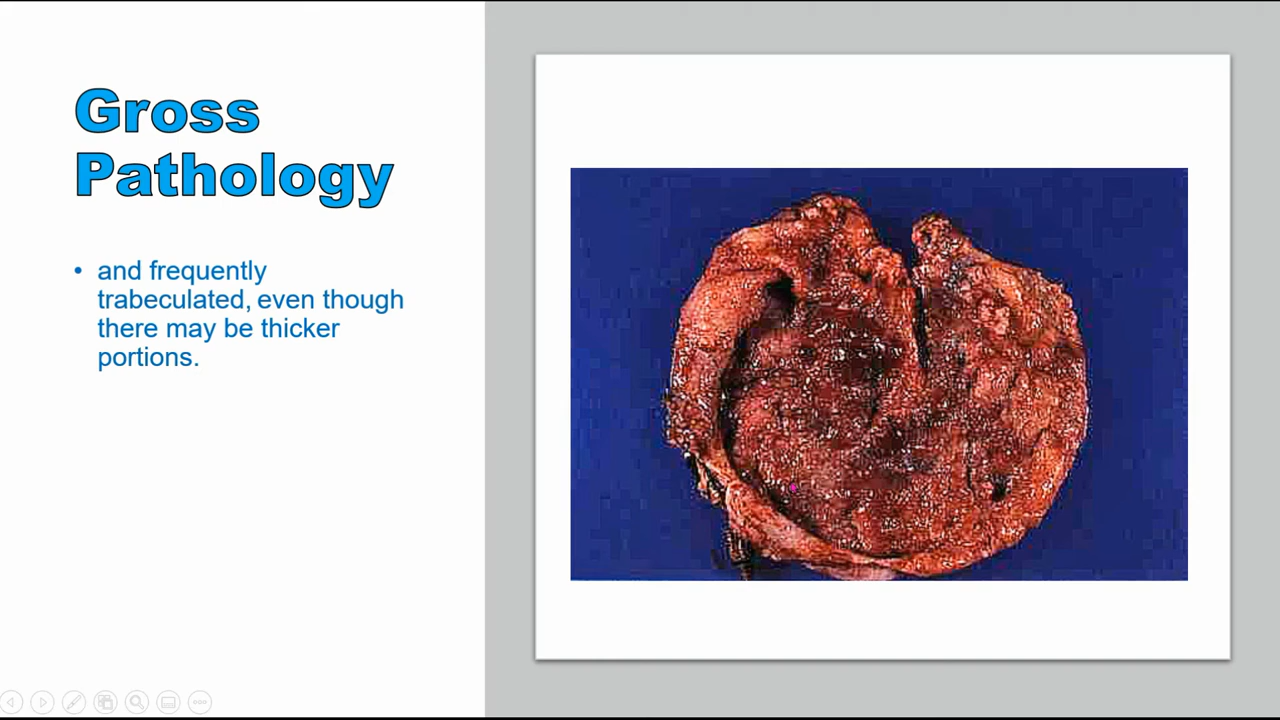 Gross
Pathology
• and frequently
trabeculated, even though
there may be thicker
portions.